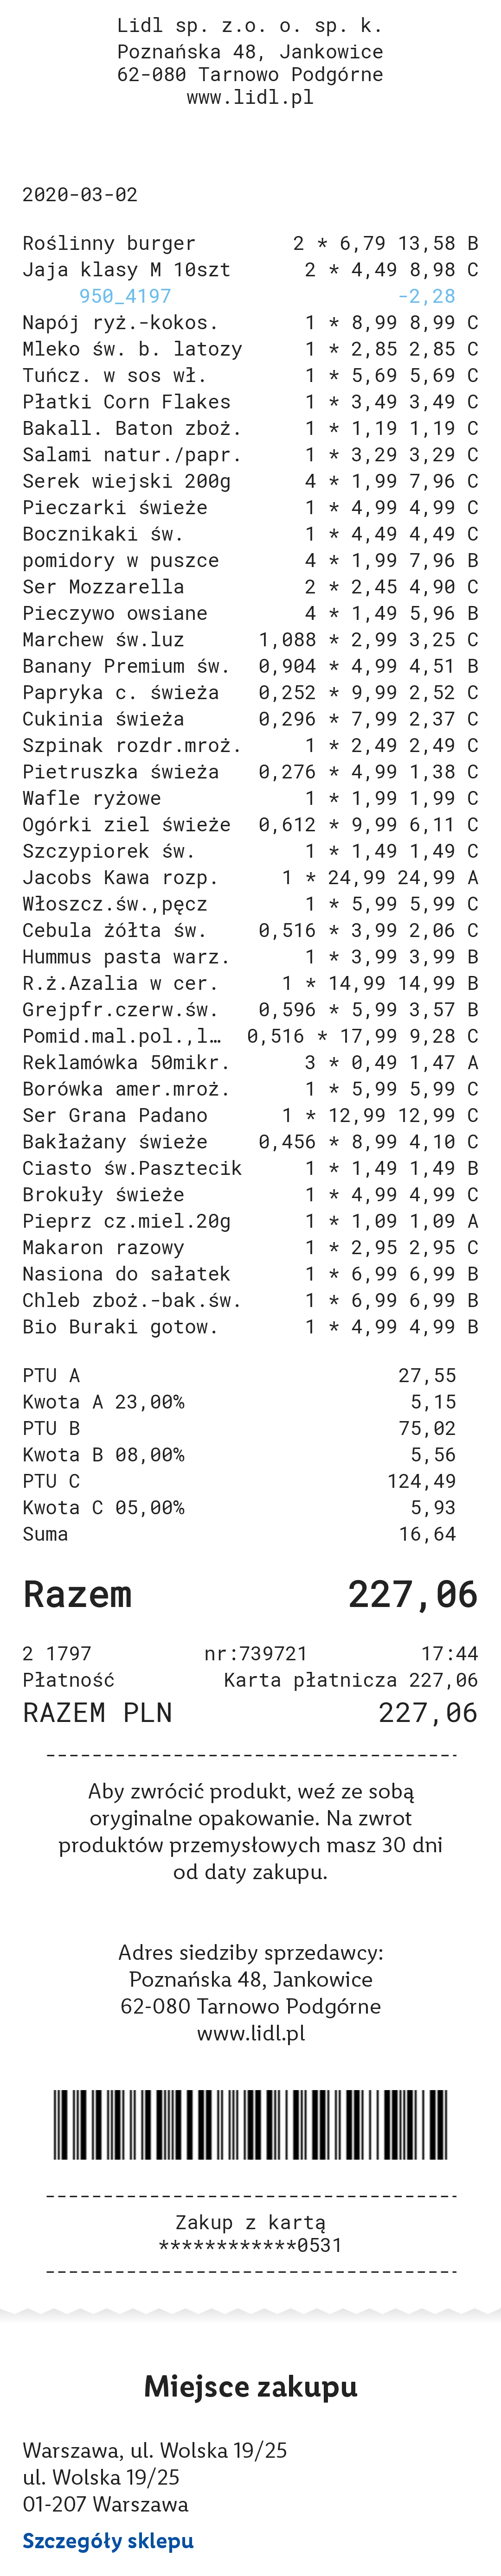 Lidl sp. z.o. o. sp. k.
Poznańska 48, Jankowice
62-080 Tarnowo Podgórne
www.lidl.pl
2020-03-02
Roślinny burger 2 * 6,79 13,58 B
Jaja klasy M 10szt 2 * 4,49 8,98 C
950_4197 -2,28
Napój ryż.-kokos. 1 * 8,99 8,99 C
Mleko św. b. latozy 1 * 2,85 2,85 C
Tuńcz. w sos wł. 1 * 5,69 5,69 C
Płatki Corn Flakes 1 * 3,49 3,49 C
Bakall. Baton zboż. 1 * 1,19 1,19 C
Salami natur./papr. 1 * 3,29 3,29 C
Serek wiejski 200g 4 * 1,99 7,96 C
Pieczarki świeże 1 * 4,99 4,99 C
Bocznikaki św. 1 * 4,49 4,49 C
pomidory w puszce 4 * 1,99 7,96 B
Ser Mozzarella 2 * 2,45 4,90 C
Pieczywo owsiane 4 * 1,49 5,96 B
Marchew św.luz 1,088 * 2,99 3,25 C
Banany Premium św. 0,904 * 4,99 4,51 B
Papryka c. świeża 0,252 * 9,99 2,52 C
Cukinia świeża 0,296 * 7,99 2,37 C
Szpinak rozdr.mroż. 1 * 2,49 2,49 C
Pietruszka świeża 0,276 * 4,99 1,38 C
Wafle ryżowe 1 * 1,99 1,99 C
Ogórki ziel świeże 0,612 * 9,99 6,11 C
Szczypiorek św. 1 * 1,49 1,49 C
Jacobs Kawa rozp. 1 * 24,99 24,99 A
Włoszcz.św.,pęcz 1 * 5,99 5,99 C
Cebula żółta św. 0,516 * 3,99 2,06 C
Hummus pasta warz. 1 * 3,99 3,99 B
R.ż.Azalia w cer. 1 * 14,99 14,99 B
Grejpfr.czerw.św. 0,596 * 5,99 3,57 B
Pomid.mal.pol.,l… 0,516 * 17,99 9,28 C
Reklamówka 50mikr. 3 * 0,49 1,47 A
Borówka amer.mroż. 1 * 5,99 5,99 C
Ser Grana Padano 1 * 12,99 12,99 C
Bakłażany świeże 0,456 * 8,99 4,10 C
Ciasto św.Pasztecik 1 * 1,49 1,49 B
Brokuły świeże 1 * 4,99 4,99 C
Pieprz cz.miel.20g 1 * 1,09 1,09 A
Makaron razowy 1 * 2,95 2,95 C
Nasiona do sałatek 1 * 6,99 6,99 B
Chleb zboż.-bak.św. 1 * 6,99 6,99 B
Bio Buraki gotow. 1 * 4,99 4,99 B
PTU A 27,55
Kwota A 23,00% 5,15
PTU B 75,02
Kwota B 08,00% 5,56
PTU C 124,49
Kwota C 05,00% 5,93
Suma 16,64
Razem 227,06
2 1797 nr:739721 17:44
Płatność Karta płatnicza 227,06
RAZEM PLN 227,06
Aby zwrócić produkt, weź ze sobą
oryginalne opakowanie. Na zwrot
produktów przemysłowych masz 30 dni
od daty zakupu.
Adres siedziby sprzedawcy:
Poznańska 48, Jankowice
62-080 Tarnowo Podgórne
www.lidl.pl
Zakup z kartą
************0531
Miejsce zakupu
Warszawa, ul. Wolska 19/25
ul. Wolska 19/25
01-207 Warszawa
Szczegóły sklepu